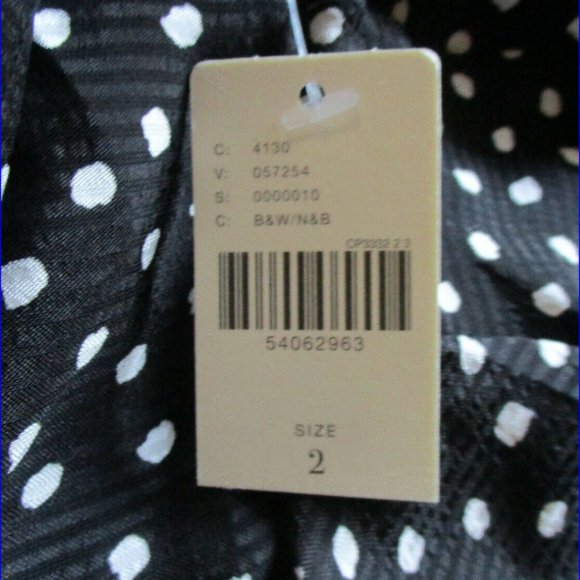 C: 4130
V: 057254
S: 0000010
C: B&W/N&B
CP3332 2 3
54062963
SIZE
2